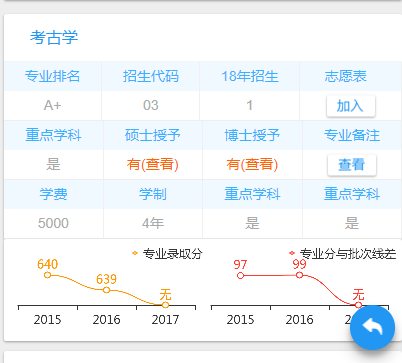 考古学
专业排名 招生代码 18年招生 志愿表
A+ 03 1 加入
重点学科 硕士授予 博士授予 专业备注
是 有(查看) 有(查看) 查看
学费 学制 重点学科 重点学科
5000 4年 是 是
专业录取分 专业分与批次线差
640 639 无 97 99 无
2015 2016 2017 2015 2016